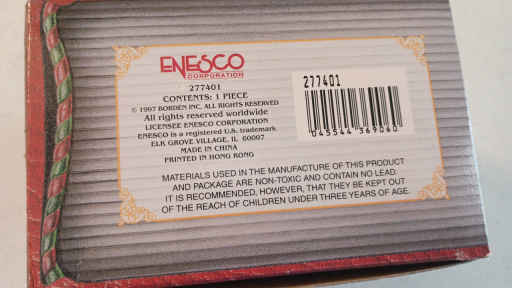 ENESCO
CORPORATION
277401
CONTENTS: 1 PIECE
© 1997 BORDEN INC. ALL RIGHTS RESERVED
All rights reserved worldwide
LICENSEE ENESCO CORPORATION
ENESCO is a registered U.S. trademark.
ELK GROVE VILLAGE, IL 60007
MADE IN CHINA
PRINTED IN HONG KONG
277401
045544 369060
MATERIALS USED IN THE MANUFACTURE OF THIS PRODUCT
AND PACKAGE ARE NON-TOXIC AND CONTAIN NO LEAD.
IT IS RECOMMENDED, HOWEVER, THAT THEY BE KEPT OUT
OF THE REACH OF CHILDREN UNDER THREE YEARS OF AGE.